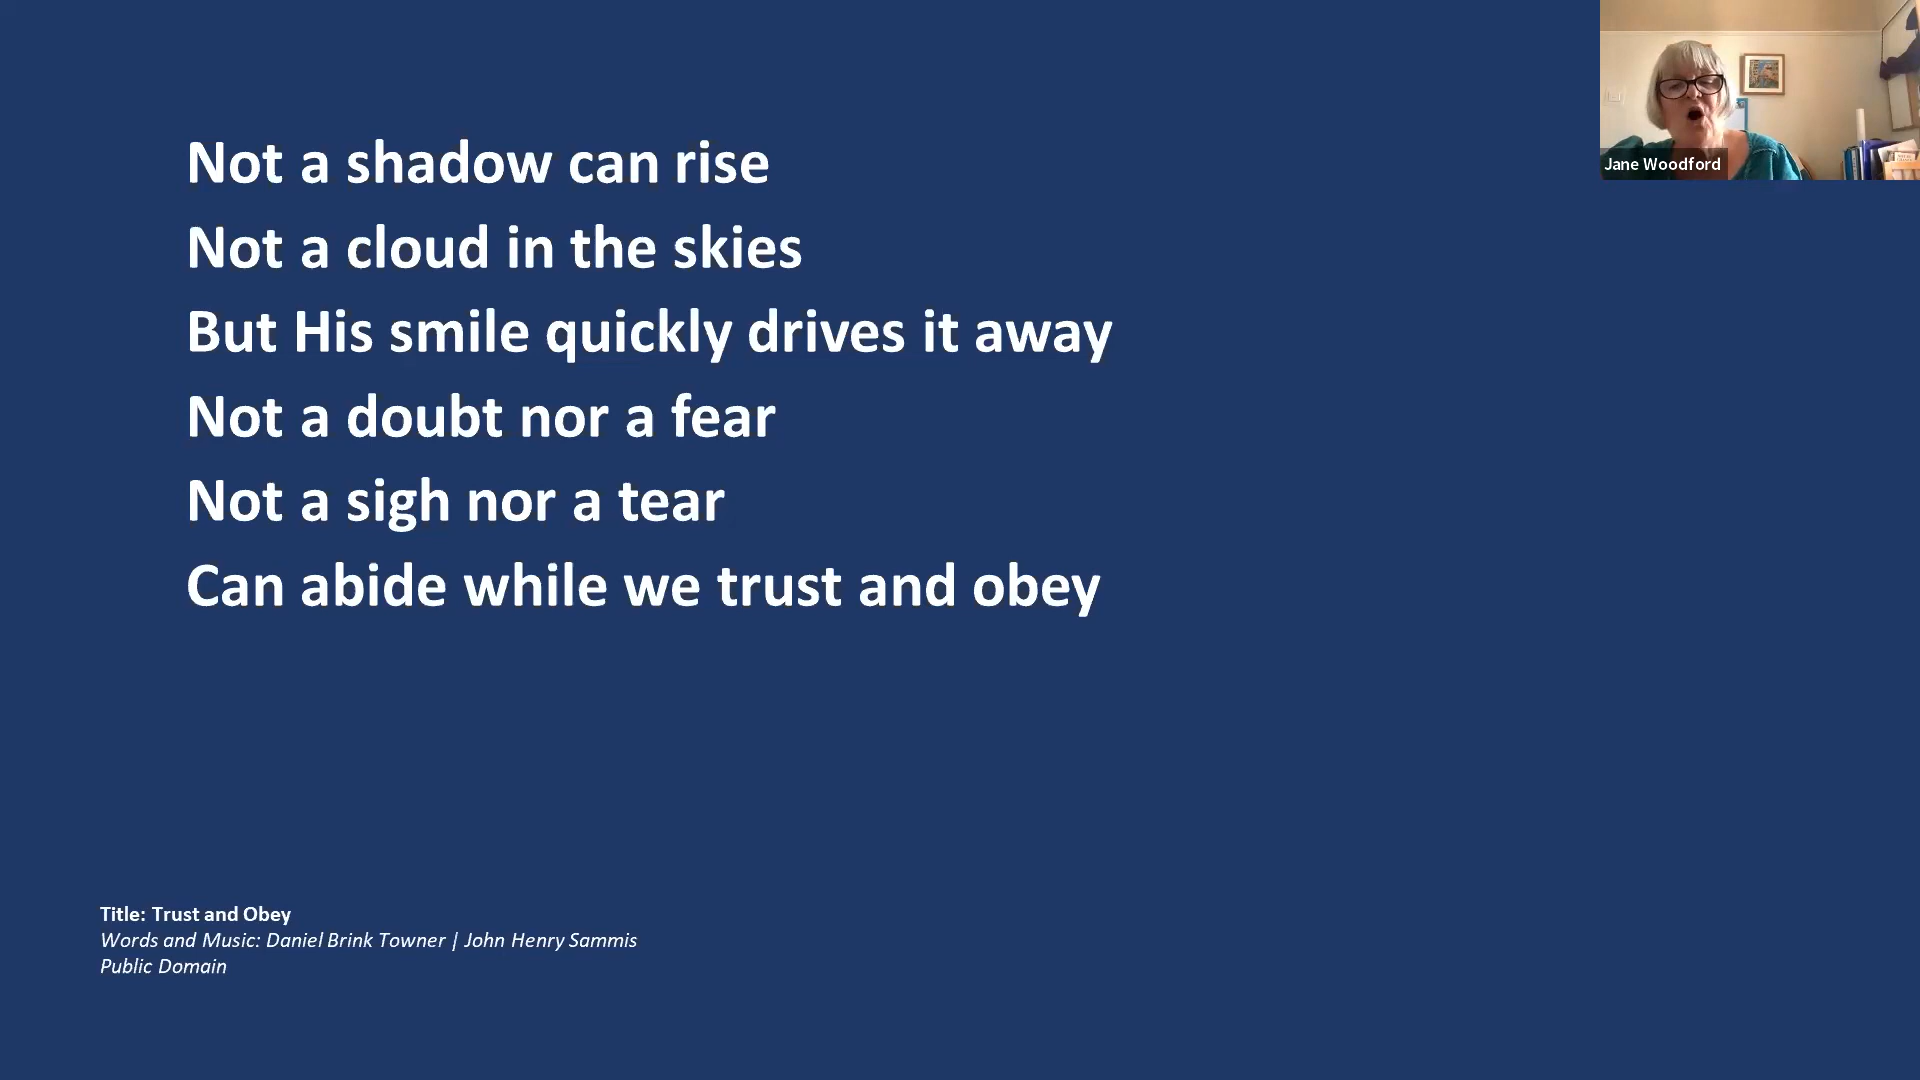 Not a shadow can rise
Not a cloud in the skies
But His smile quickly drives it away
Not a doubt nor a fear
Not a sigh nor a tear
Can abide while we trust and obey
Jane Woodford
Title: Trust and Obey
Words and Music: Daniel Brink Towner | John Henry Sammis
Public Domain